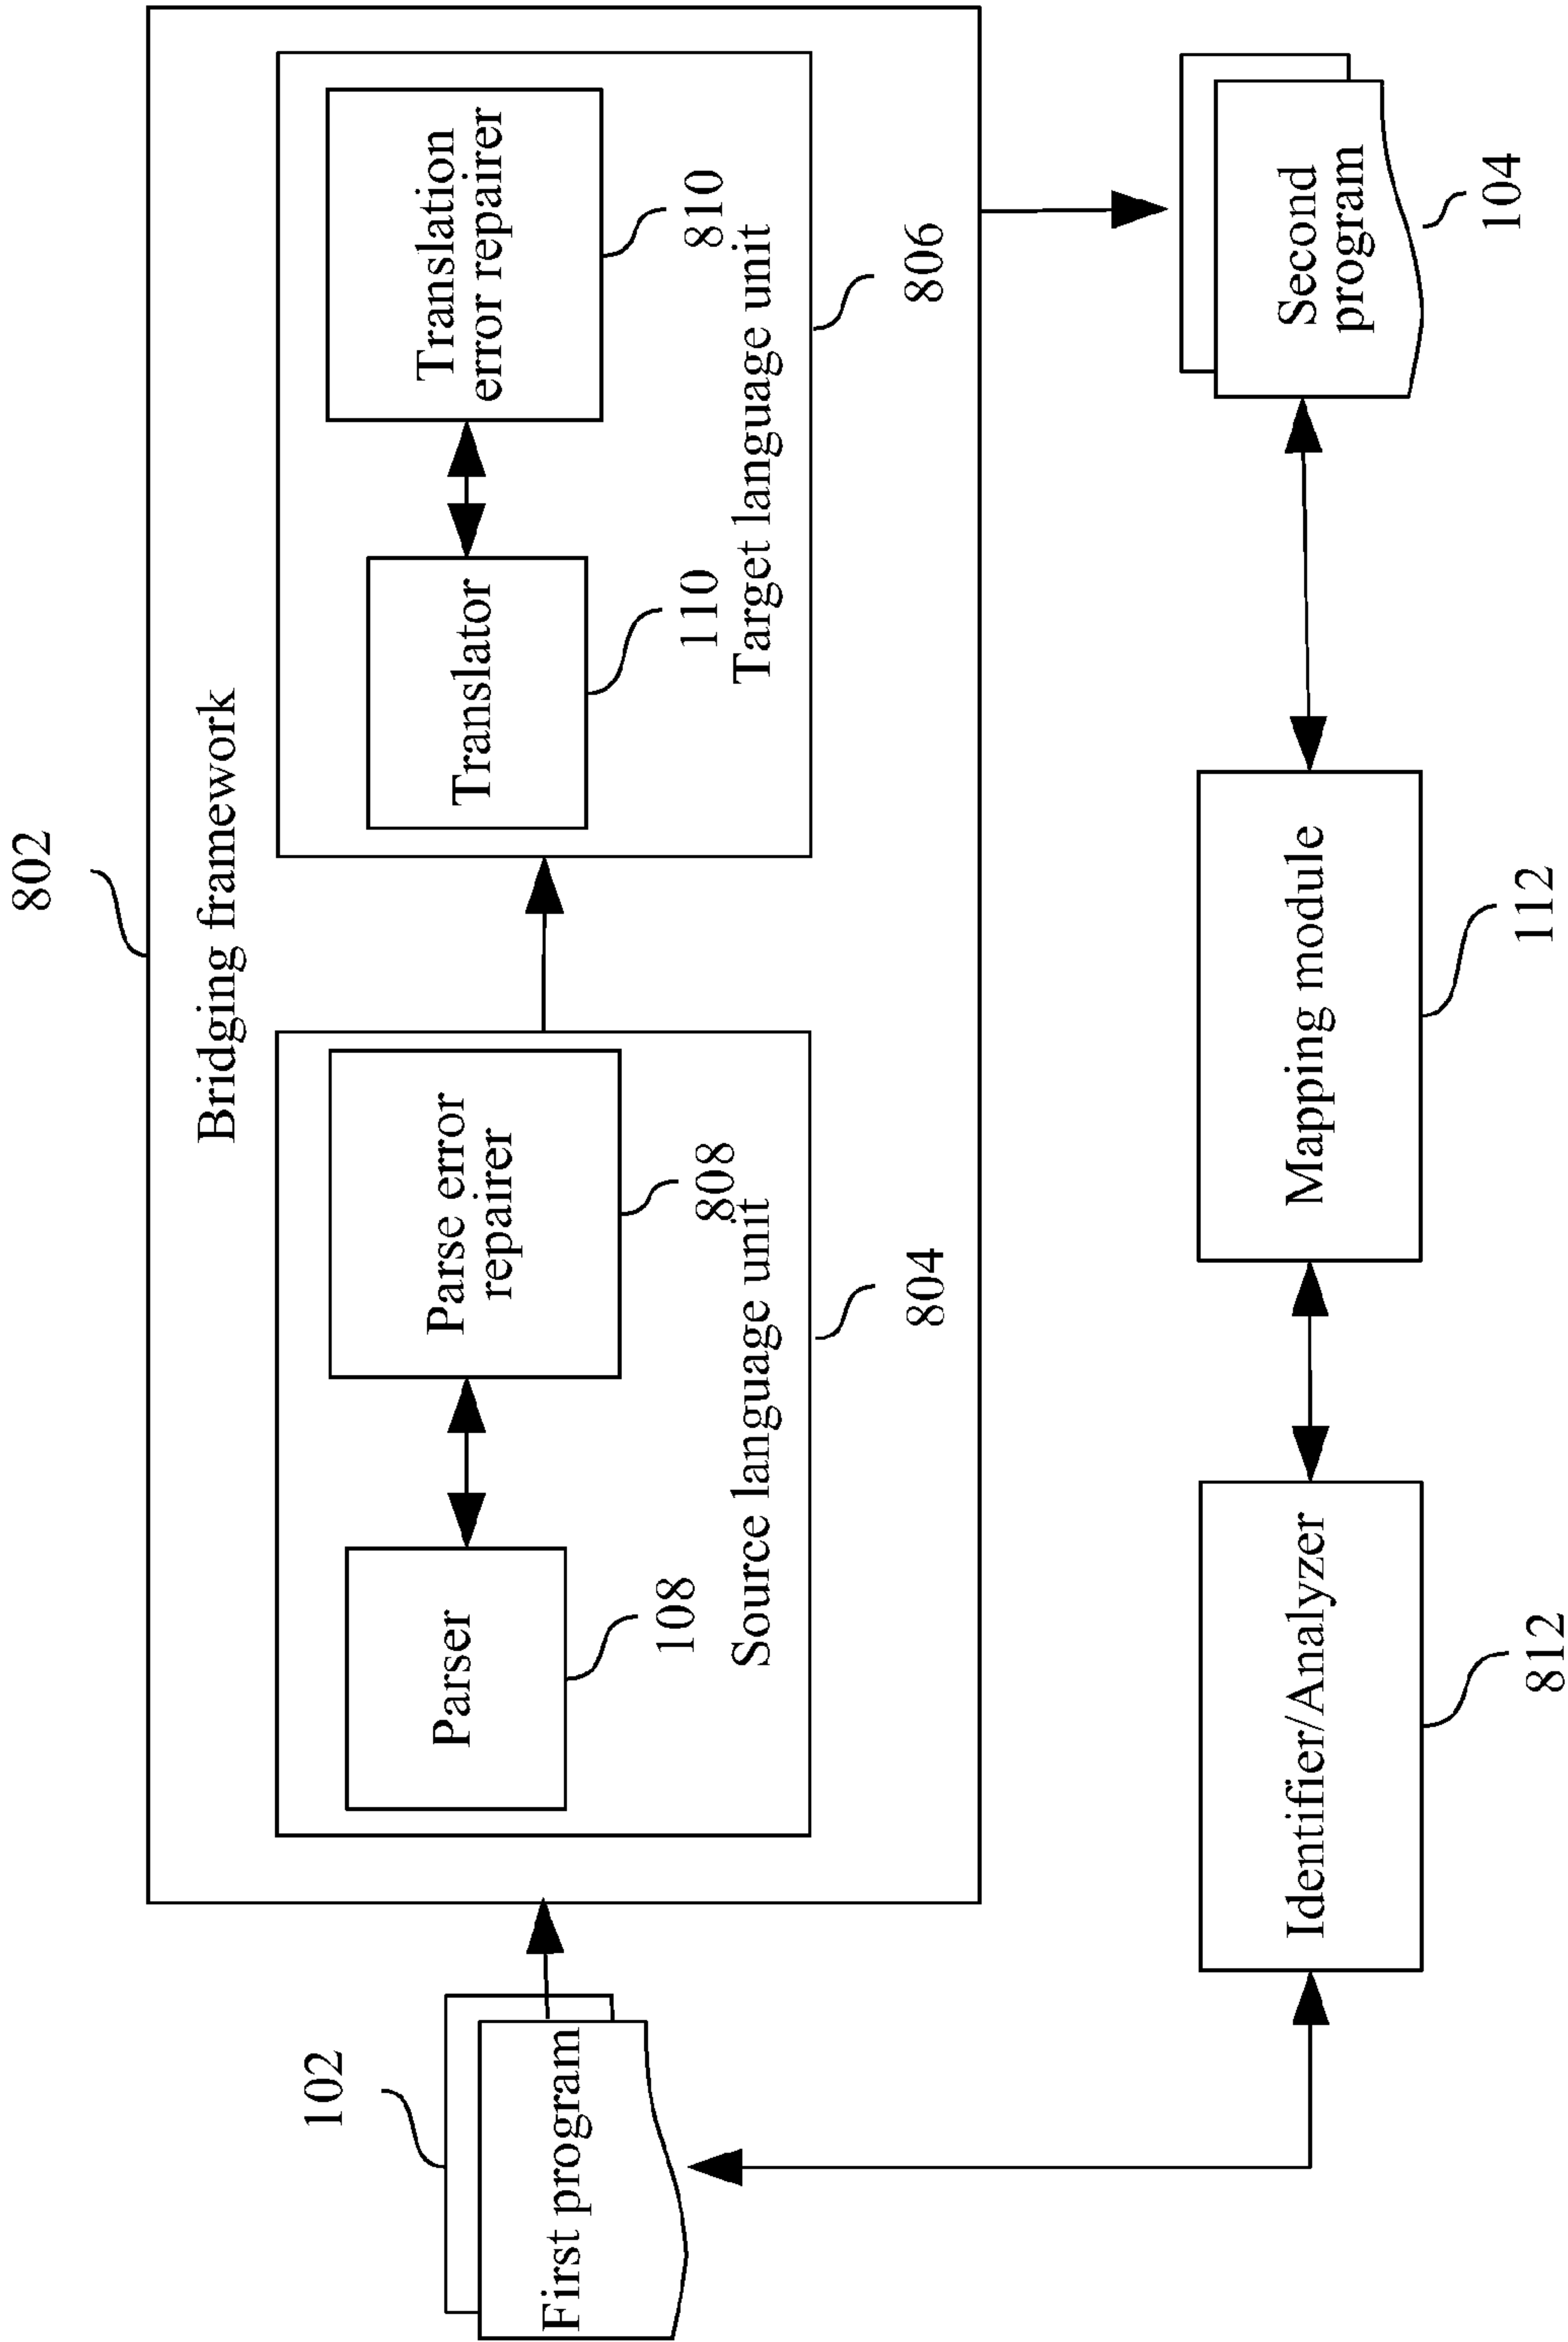 802
Bridging framework
102
First program
Parser
108
Parse error
repairer
808
Source language unit
804
Translator
110
Translation
error repairer
810
Target language unit
806
Identifier/Analyzer
812
Mapping module
112
Second
program
104